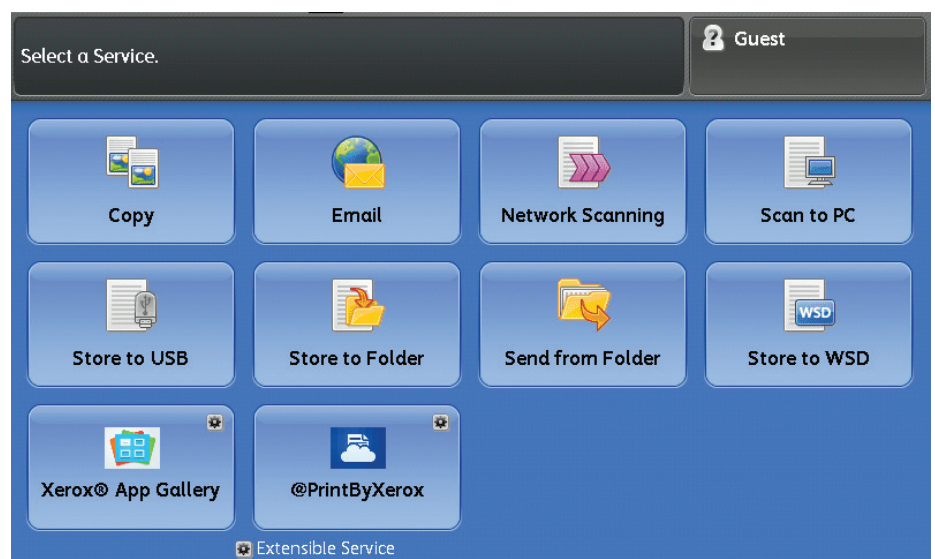 Select a Service.
Guest
Copy
Email
Network Scanning
Scan to PC
Store to USB
Store to Folder
Send from Folder
WSD
Store to WSD
Xerox® App Gallery
@PrintByXerox
Extensible Service